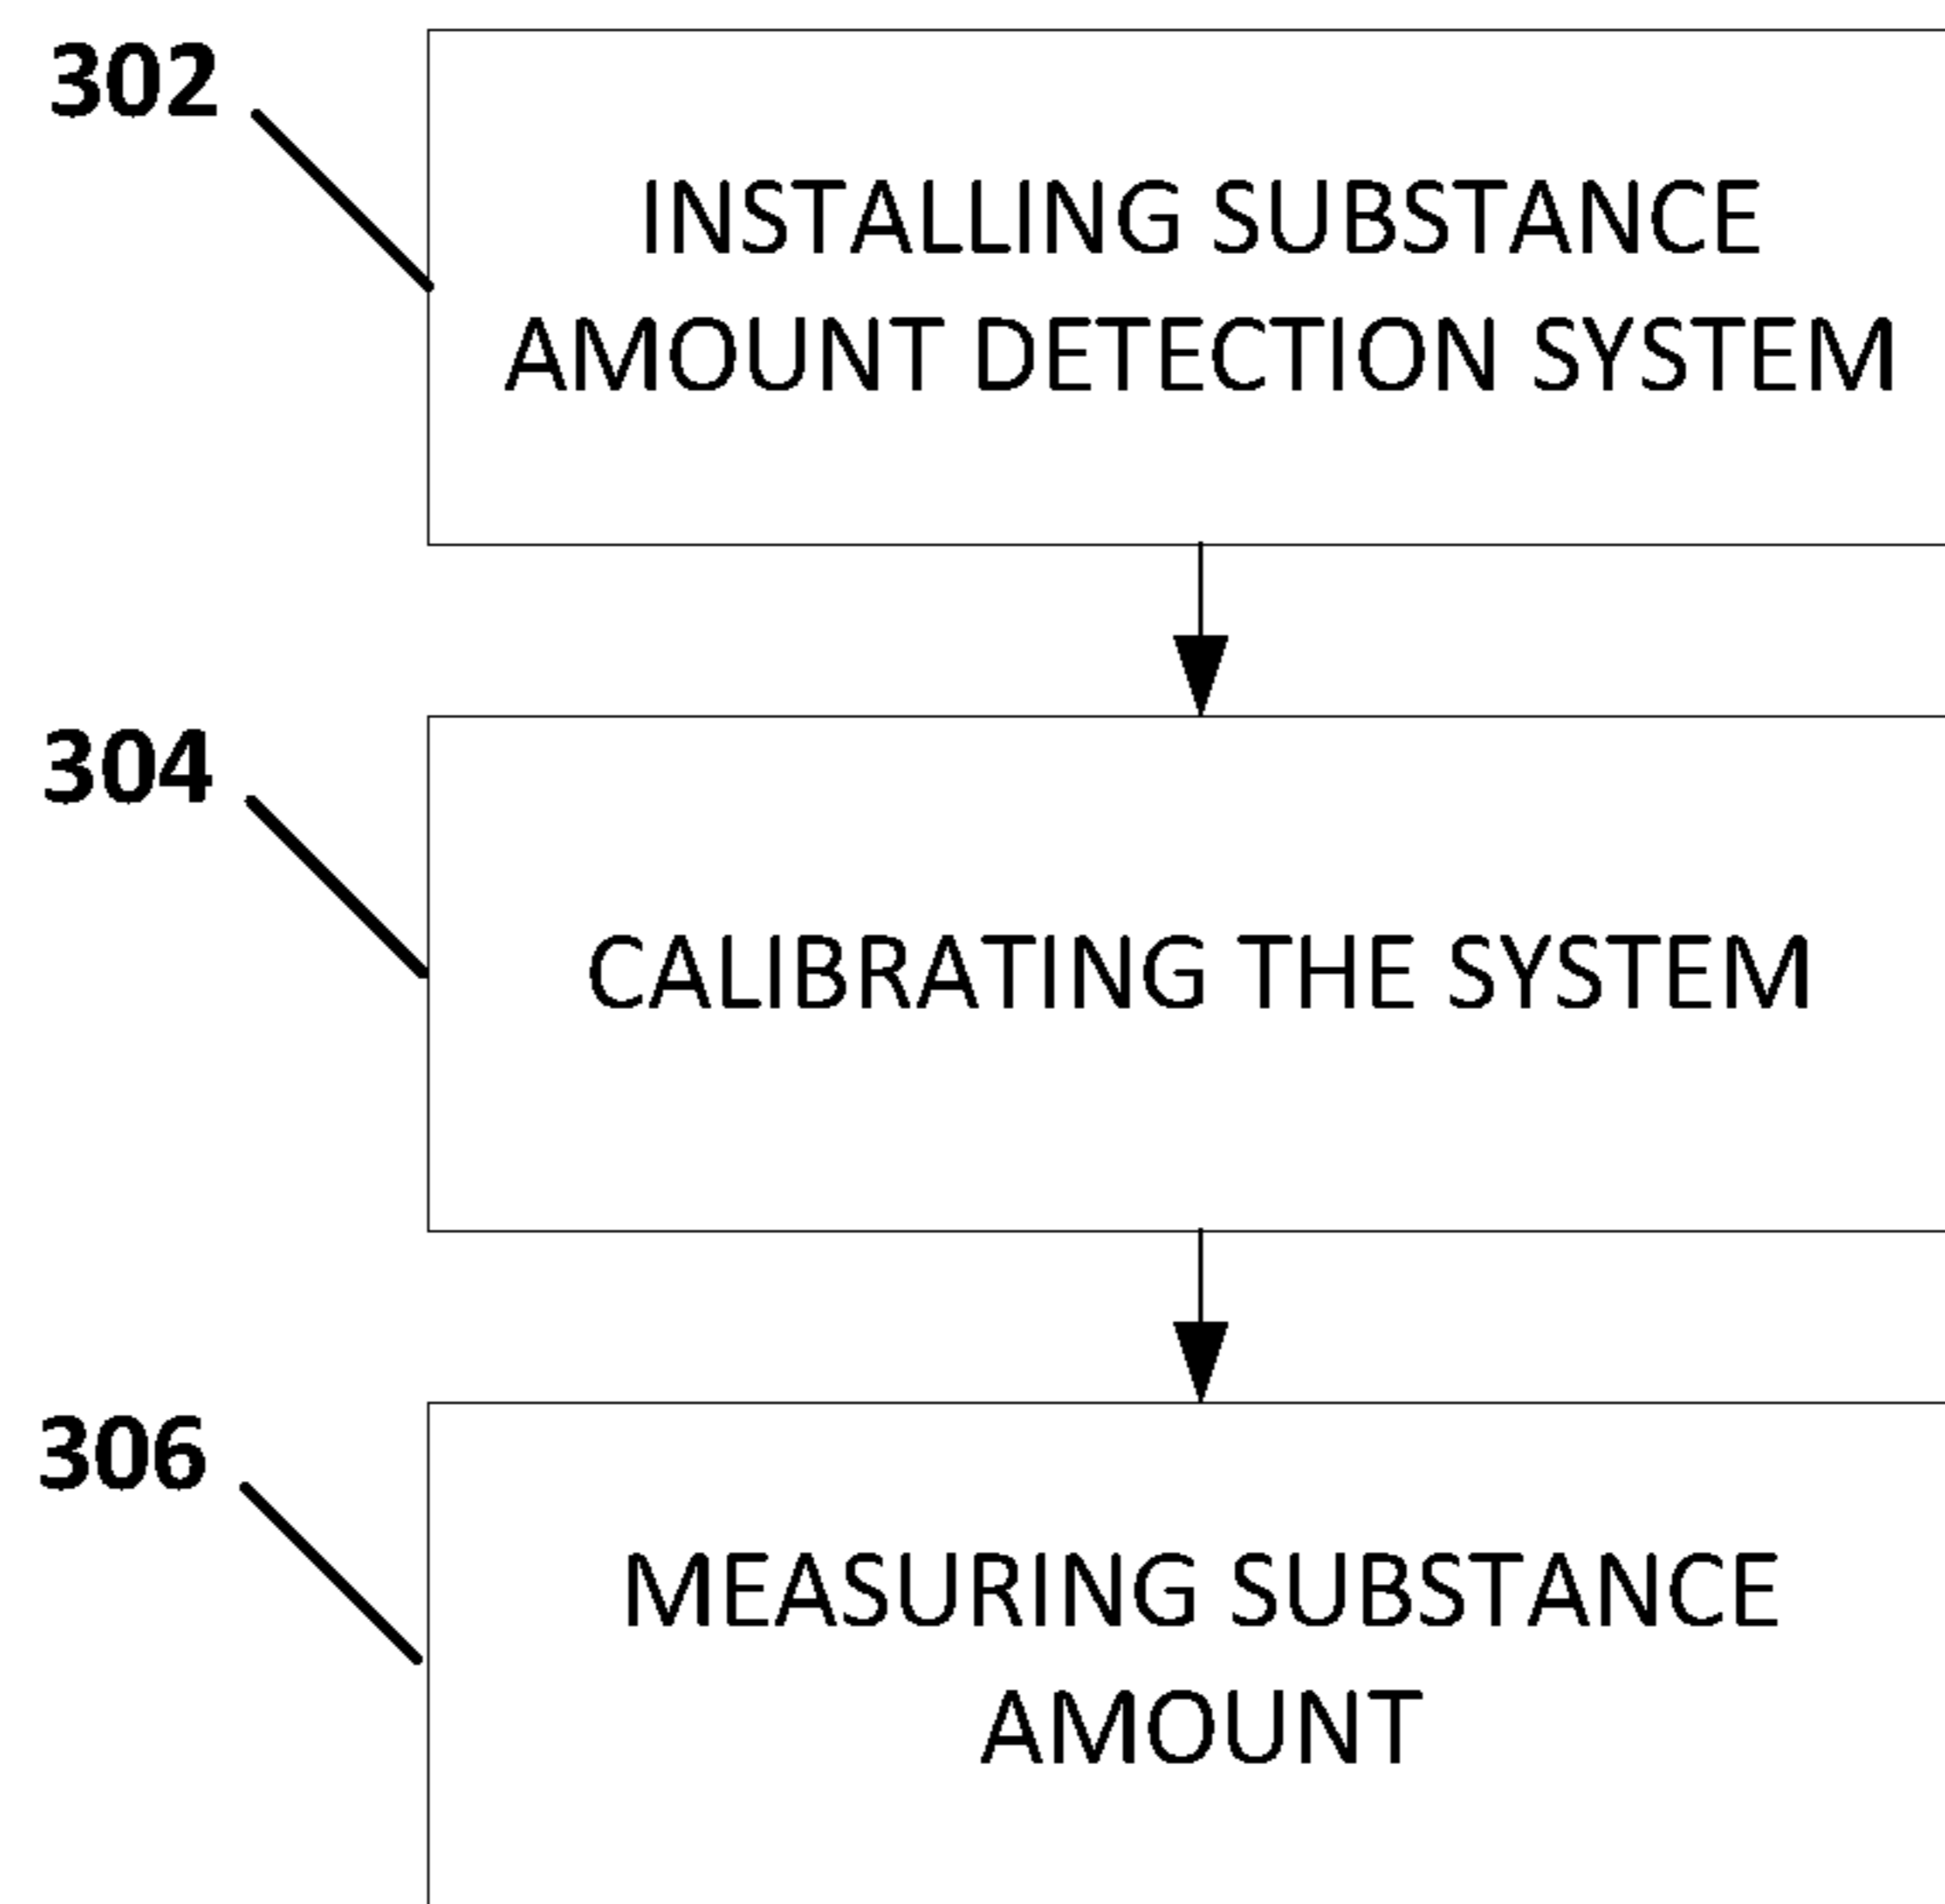 302
INSTALLING SUBSTANCE
AMOUNT DETECTION SYSTEM
304
CALIBRATING THE SYSTEM
306
MEASURING SUBSTANCE
AMOUNT